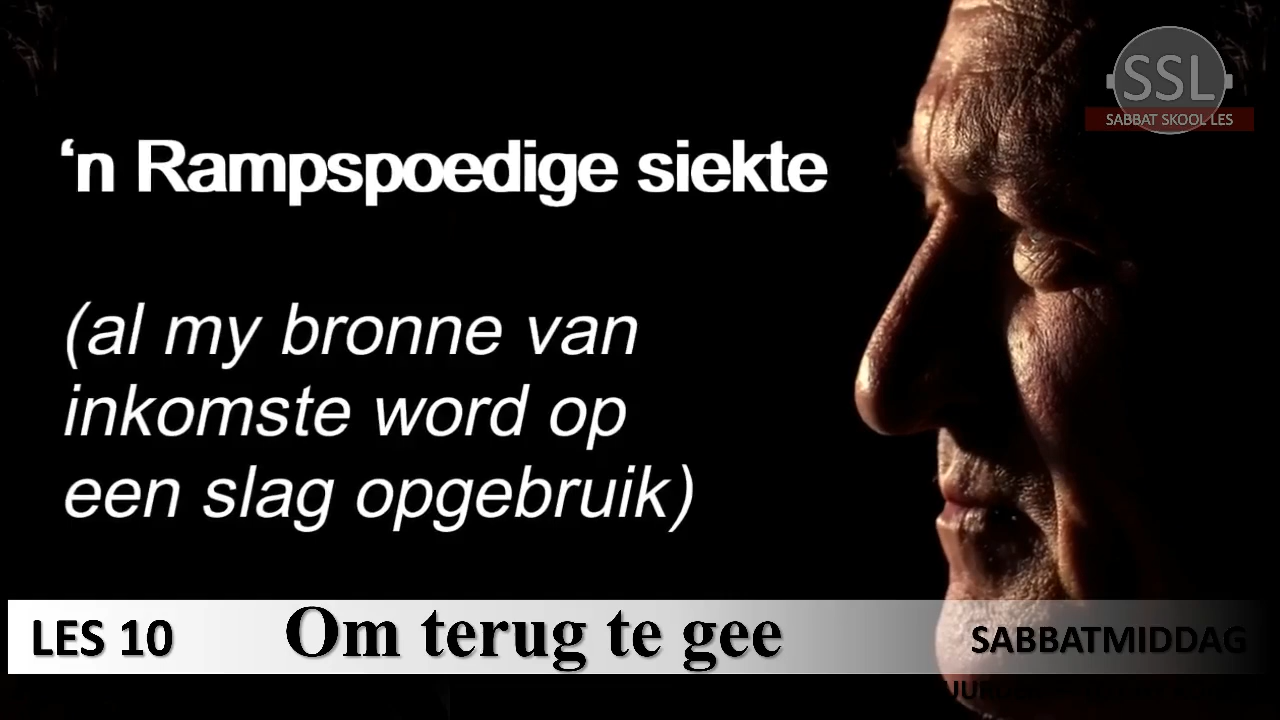 SSL
SABBAT SKOOL LES
‘n Rampspoedige siekte
(al my bronne van
inkomste word op
een slag opgebruik)
LES 10 Om terug te gee SABBATMIDDAG